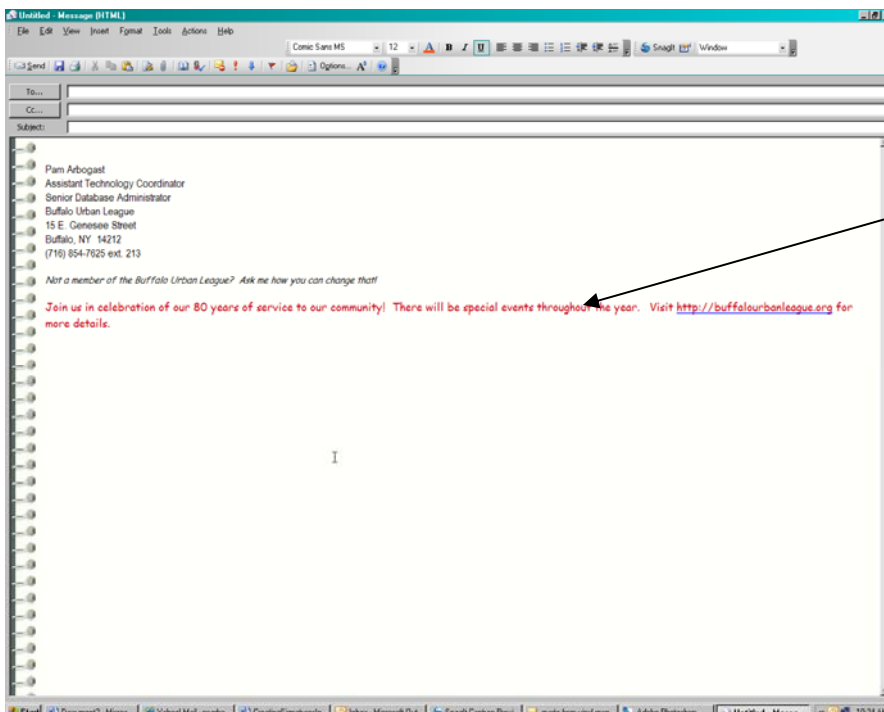 Untitled - Message (HTML)
File Edit View Insert Format Tools Actions Help
Comic Sans MS 12 A B I U SnagIt Window
Send Options...
To...
Cc...
Subject:
Pam Arbogast
Assistant Technology Coordinator
Senior Database Administrator
Buffalo Urban League
15 E. Genesee Street
Buffalo, NY 14212
(716) 854-7625 ext. 213
Not a member of the Buffalo Urban League? Ask me how you can change that!
Join us in celebration of our 80 years of service to our community! There will be special events throughout the year. Visit http://buffalourbanleague.org for
more details.
Start